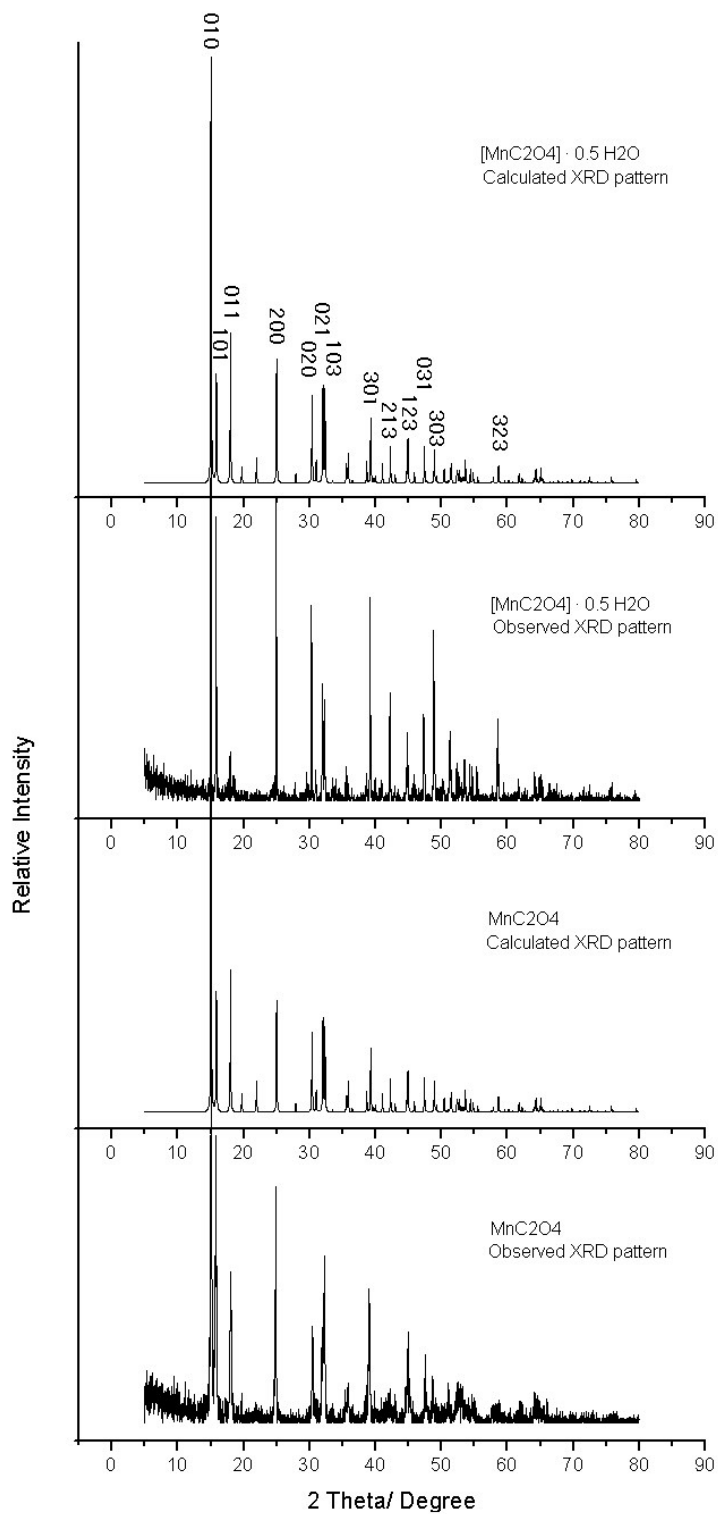 010
[MnC2O4] · 0.5 H2O
Calculated XRD pattern
101
011
200
020
021
103
301
213
123
031
303
323
0 10 20 30 40 50 60 70 80 90
[MnC2O4] · 0.5 H2O
Observed XRD pattern
0 10 20 30 40 50 60 70 80 90
MnC2O4
Calculated XRD pattern
0 10 20 30 40 50 60 70 80 90
MnC2O4
Observed XRD pattern
0 10 20 30 40 50 60 70 80 90
2 Theta/ Degree
Relative Intensity